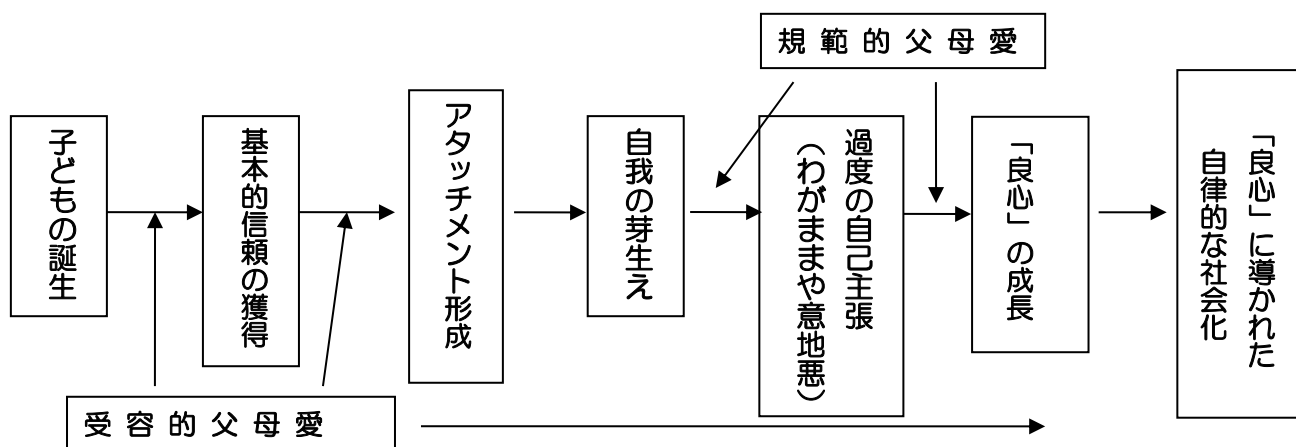 規範的父母愛
子どもの誕生
基本的信頼の獲得
アタッチメント形成
自我の芽生え
過度の自己主張
（わがままや意地悪）
「良心」の成長
「良心」に導かれた
自律的な社会化
受容的父母愛